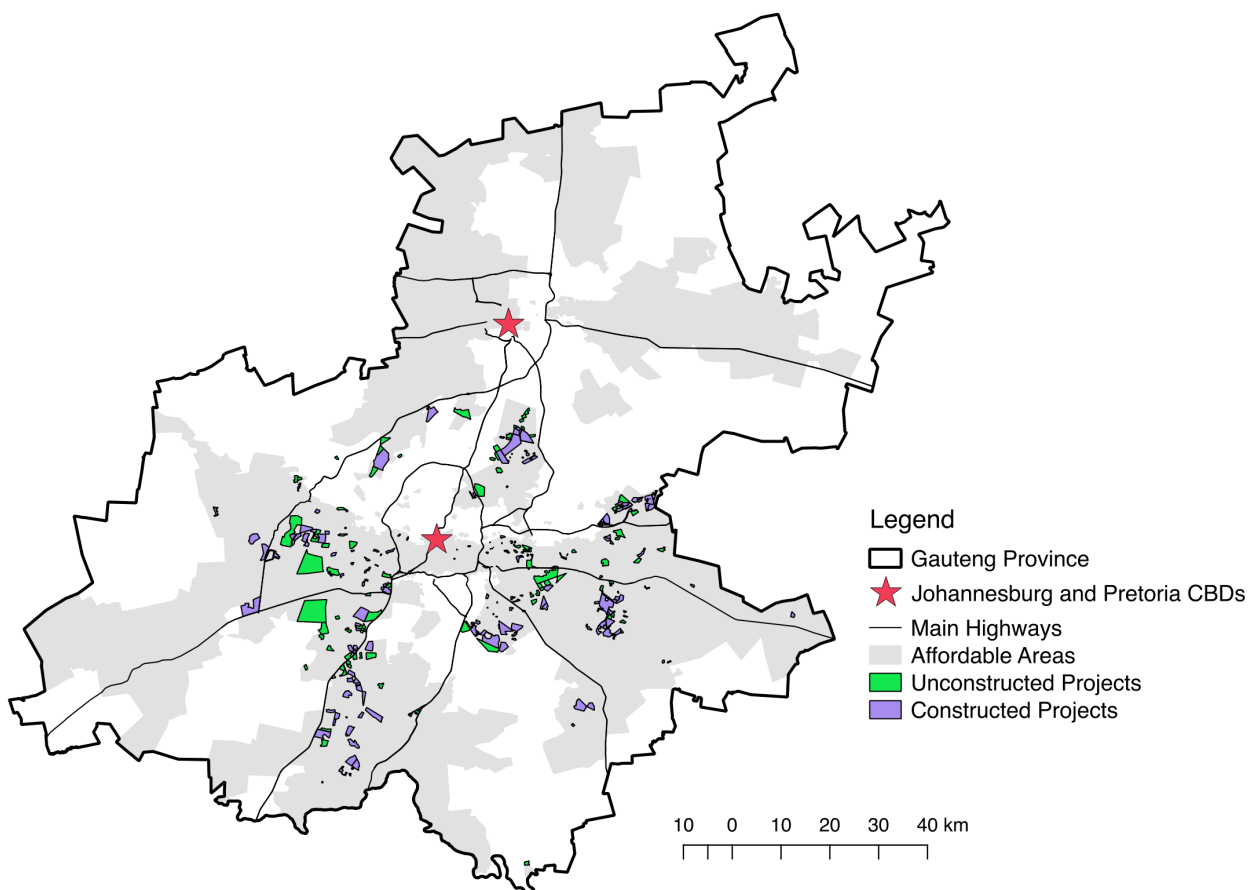 Legend
Gauteng Province
Johannesburg and Pretoria CBDs
Main Highways
Affordable Areas
Unconstructed Projects
Constructed Projects
10 0 10 20 30 40 km